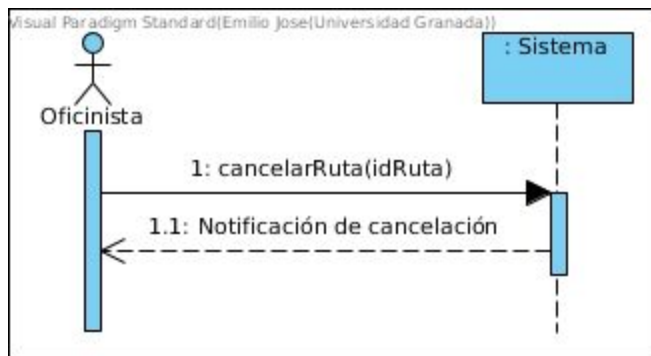 Visual Paradigm Standard(Emilio Jose(Universidad Granada))
: Sistema
Oficinista
1: cancelarRuta(idRuta)
1.1: Notificación de cancelación